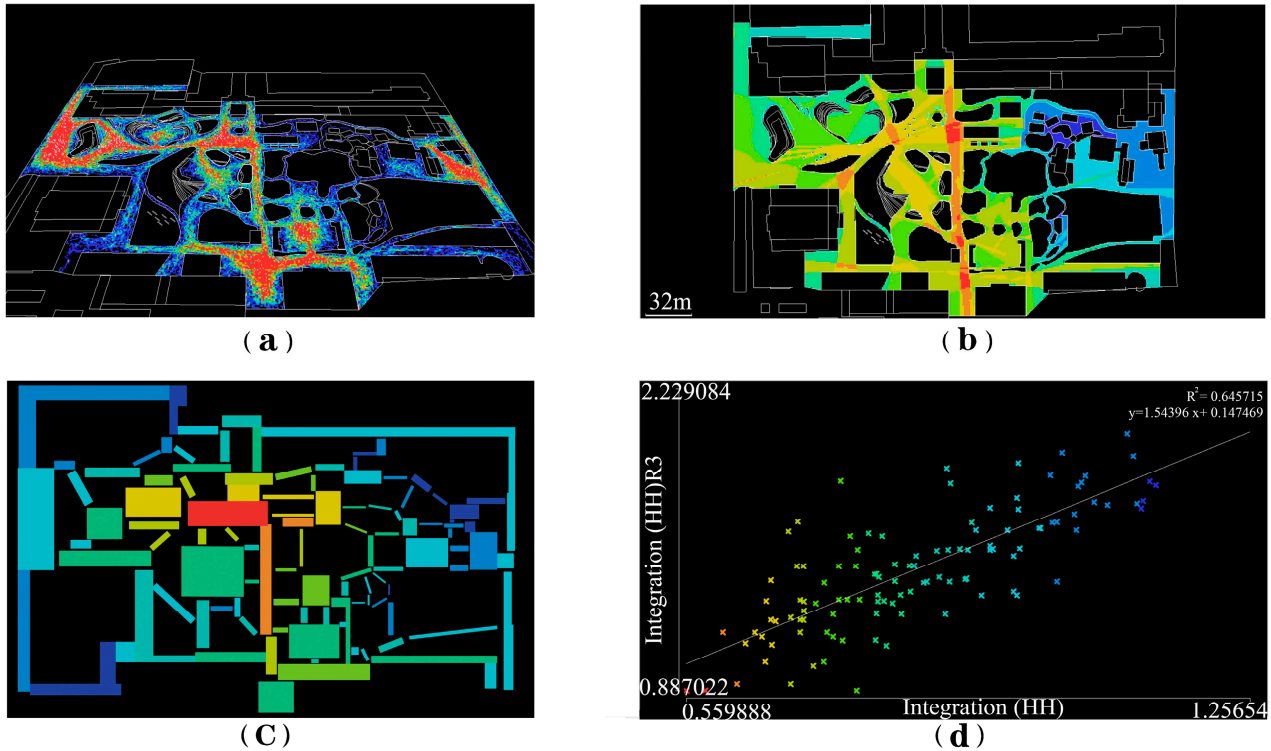 (a)
32m
(b)
2.229084
R²= 0.645715
y=1.54396 x+ 0.147469
Integration (HH)R3
0.887022
0.559888
Integration (HH)
1.25654
(C)
(d)